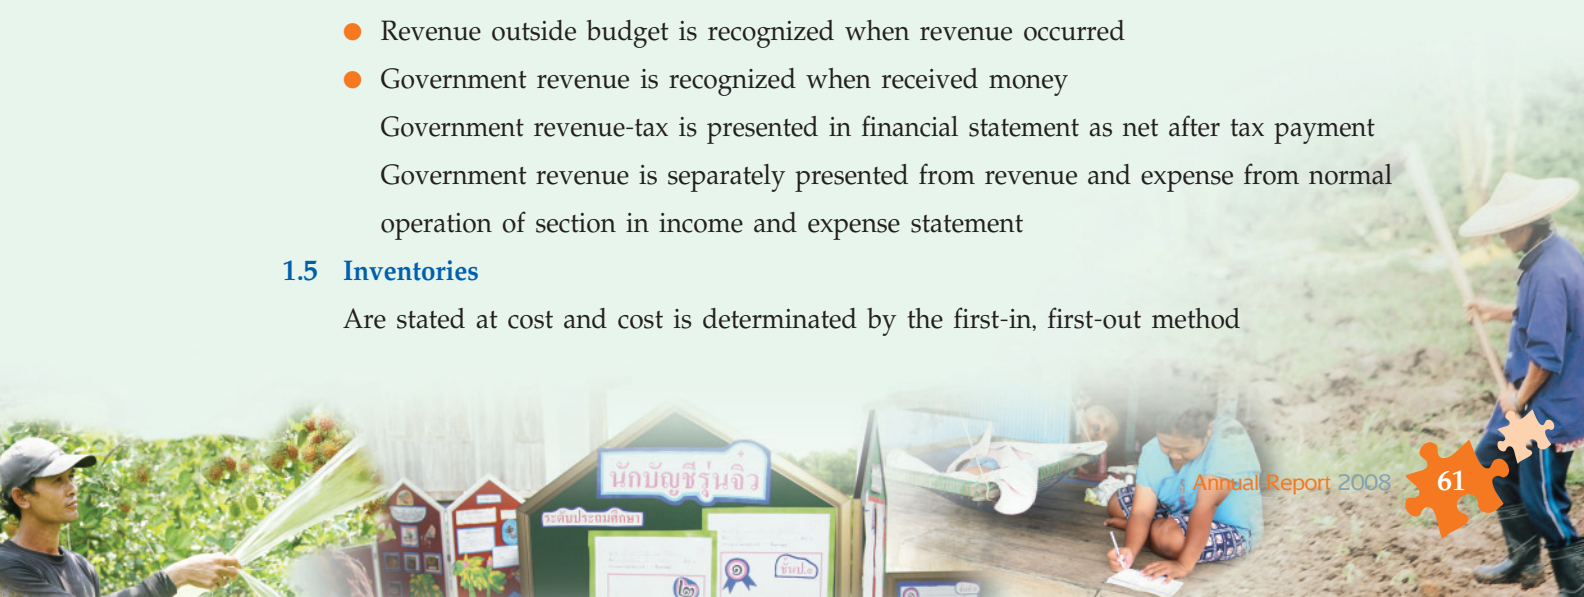 Revenue outside budget is recognized when revenue occurred
Government revenue is recognized when received money
Government revenue-tax is presented in financial statement as net after tax payment
Government revenue is separately presented from revenue and expense from normal
operation of section in income and expense statement
1.5 Inventories
Are stated at cost and cost is determinated by the first-in, first-out method
นักบัญชีรุ่นจิ๋ว
ระดับประถมศึกษา
ชั้นป.๑
Annual Report 2008
61